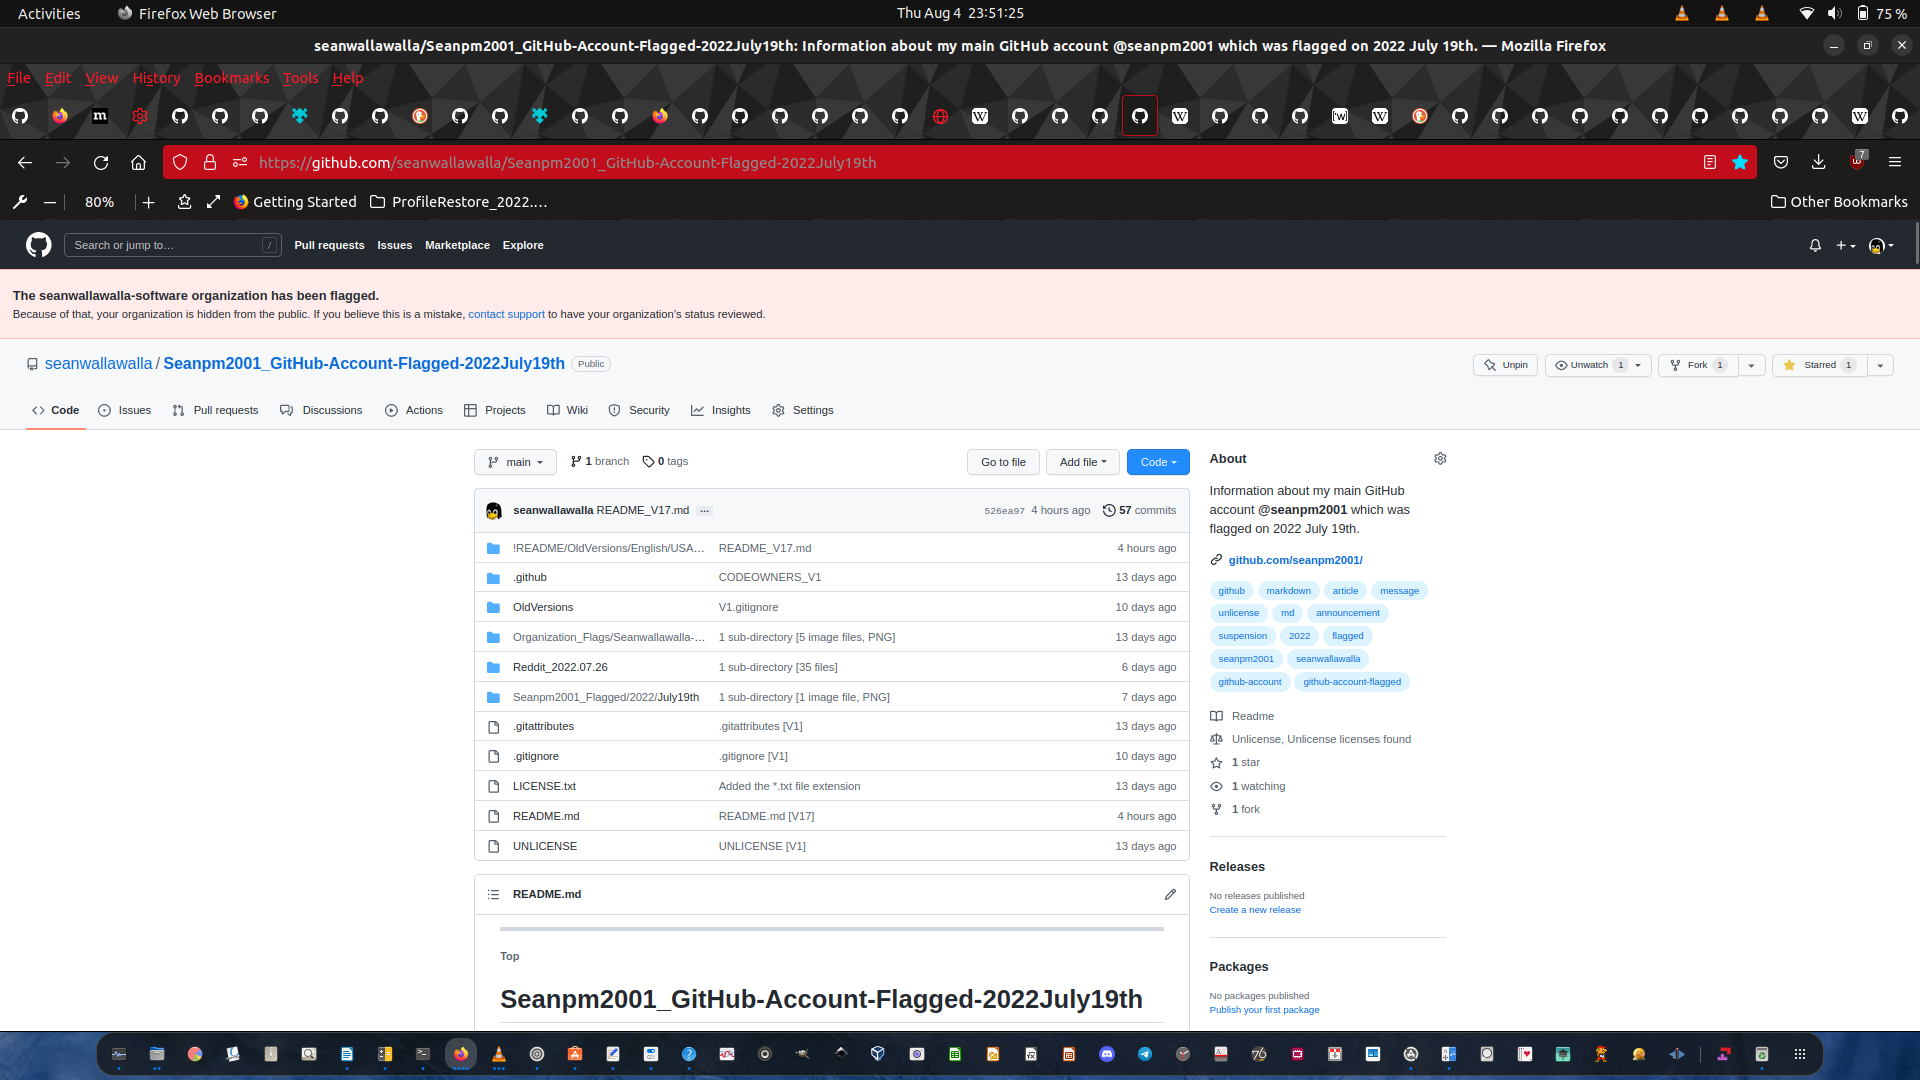 Activities
Firefox Web Browser
Thu Aug 4  23:51:25
75 %
seanwallawalla/Seanpm2001_GitHub-Account-Flagged-2022July19th: Information about my main GitHub account @seanpm2001 which was flagged on 2022 July 19th. — Mozilla Firefox
File Edit View History Bookmarks Tools Help
https://github.com/seanwallawalla/Seanpm2001_GitHub-Account-Flagged-2022July19th
7
80%
Getting Started
ProfileRestore_2022....
Other Bookmarks
Search or jump to...
/
Pull requests Issues Marketplace Explore
The seanwallawalla-software organization has been flagged.
Because of that, your organization is hidden from the public. If you believe this is a mistake, contact support to have your organization's status reviewed.
seanwallawalla / Seanpm2001_GitHub-Account-Flagged-2022July19th Public
Unpin
Unwatch 1
Fork 1
Starred 1
Code Issues Pull requests Discussions Actions Projects Wiki Security Insights Settings
main
1 branch
0 tags
Go to file
Add file
Code
seanwallawalla README_V17.md ...
526ea97 4 hours ago 57 commits
!README/OldVersions/English/USA... README_V17.md 4 hours ago
.github CODEOWNERS_V1 13 days ago
OldVersions V1.gitignore 10 days ago
Organization_Flags/Seanwallawalla-... 1 sub-directory [5 image files, PNG] 13 days ago
Reddit_2022.07.26 1 sub-directory [35 files] 6 days ago
Seanpm2001_Flagged/2022/July19th 1 sub-directory [1 image file, PNG] 7 days ago
.gitattributes .gitattributes [V1] 13 days ago
.gitignore .gitignore [V1] 10 days ago
LICENSE.txt Added the *.txt file extension 13 days ago
README.md README.md [V17] 4 hours ago
UNLICENSE UNLICENSE [V1] 13 days ago
README.md
Top
Seanpm2001_GitHub-Account-Flagged-2022July19th
About
Information about my main GitHub
account @seanpm2001 which was
flagged on 2022 July 19th.
github.com/seanpm2001/
github markdown article message
unlicense md announcement
suspension 2022 flagged
seanpm2001 seanwallawalla
github-account github-account-flagged
Readme
Unlicense, Unlicense licenses found
1 star
1 watching
1 fork
Releases
No releases published
Create a new release
Packages
No packages published
Publish your first package